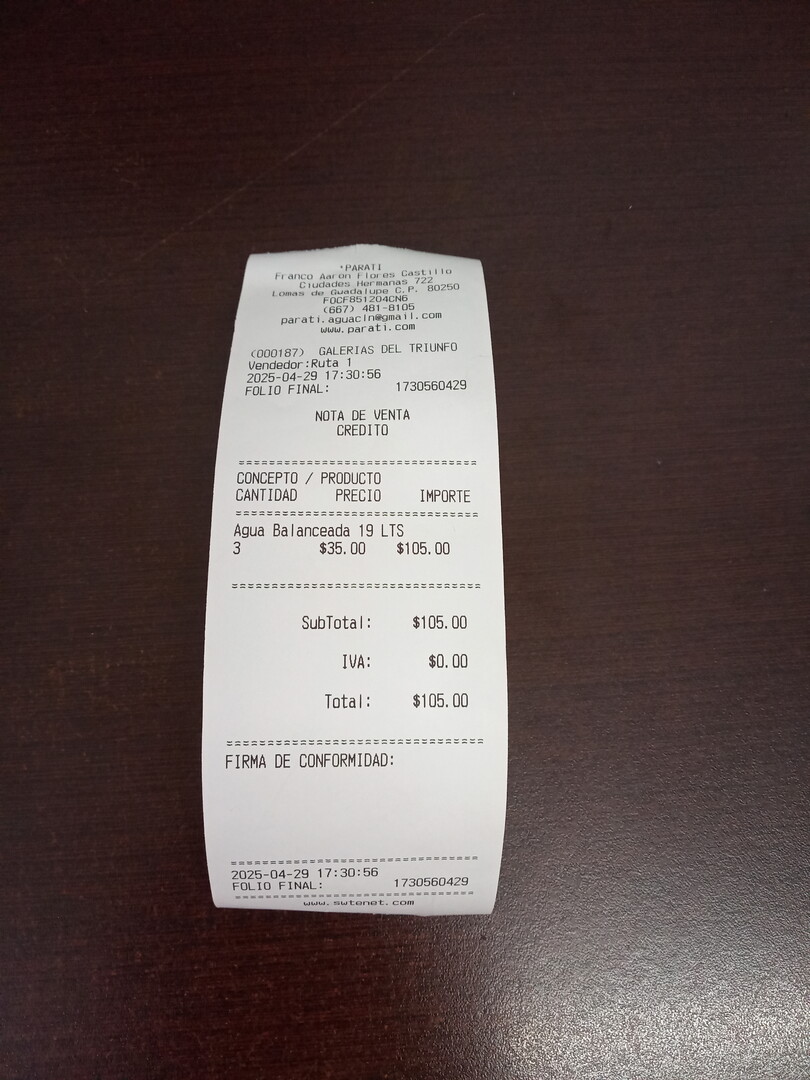 *PARATI
Franco Aaron Flores Castillo
Ciudades Hermanas 722
Lomas de Guadalupe C.P. 80250
FOCF851204CN6
(667) 481-8105
parati.aguacln@gmail.com
www.parati.com
(000187) GALERIAS DEL TRIUNFO
Vendedor:Ruta 1
2025-04-29 17:30:56
FOLIO FINAL: 1730560429
NOTA DE VENTA
CREDITO
CONCEPTO / PRODUCTO
CANTIDAD PRECIO IMPORTE
Agua Balanceada 19 LTS
3 $35.00 $105.00
SubTotal: $105.00
IVA: $0.00
Total: $105.00
FIRMA DE CONFORMIDAD:
2025-04-29 17:30:56
FOLIO FINAL: 1730560429
www.swtenet.com